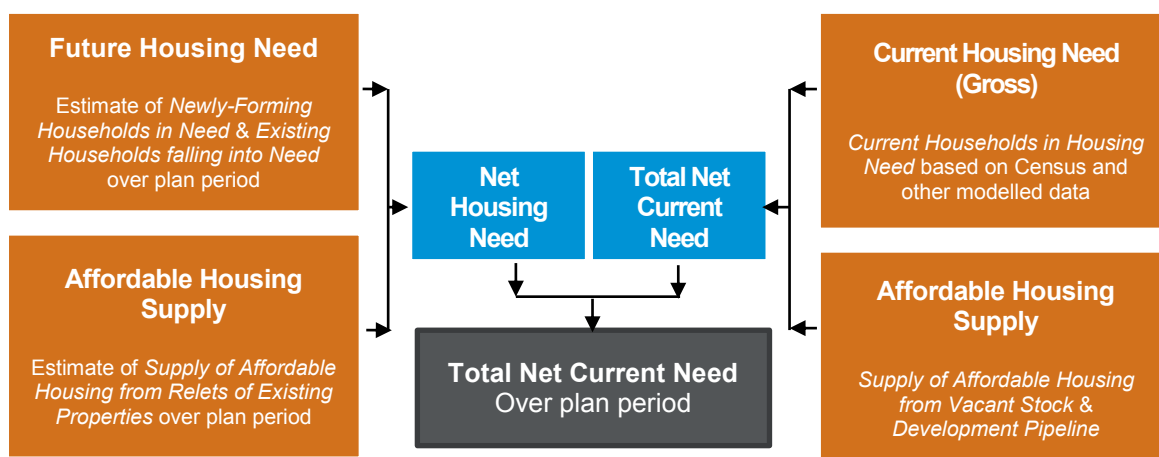 Future Housing Need
Estimate of Newly-Forming
Households in Need & Existing
Households falling into Need
over plan period
Affordable Housing
Supply
Estimate of Supply of Affordable
Housing from Relets of Existing
Properties over plan period
Net
Housing
Need
Total Net
Current
Need
Total Net Current Need
Over plan period
Current Housing Need
(Gross)
Current Households in Housing
Need based on Census and
other modelled data
Affordable Housing
Supply
Supply of Affordable Housing
from Vacant Stock &
Development Pipeline